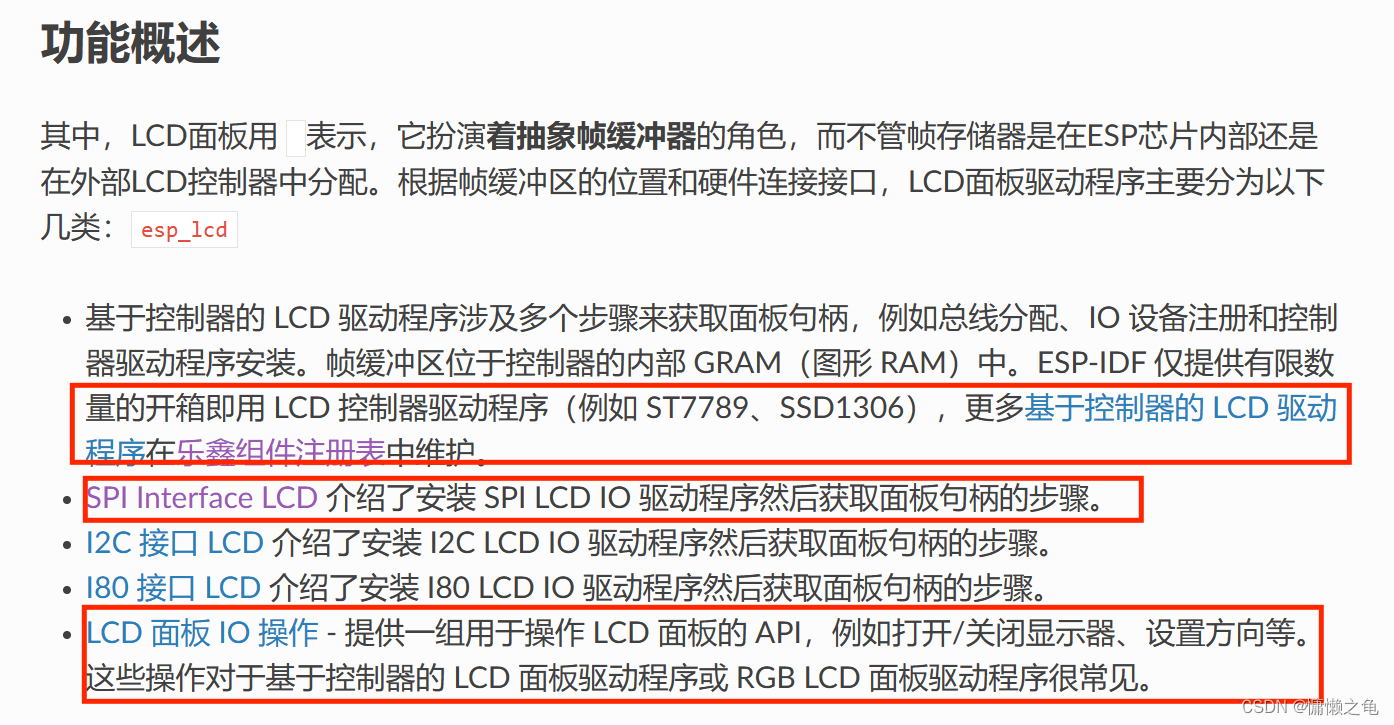 功能概述
其中，LCD面板用 表示，它扮演着抽象帧缓冲器的角色，而不管帧存储器是在ESP芯片内部还是
在外部LCD控制器中分配。根据帧缓冲区的位置和硬件连接接口，LCD面板驱动程序主要分为以下
几类： esp_lcd
• 基于控制器的 LCD 驱动程序涉及多个步骤来获取面板句柄，例如总线分配、IO 设备注册和控制
器驱动程序安装。帧缓冲区位于控制器的内部 GRAM（图形 RAM）中。ESP-IDF 仅提供有限数
量的开箱即用 LCD 控制器驱动程序（例如 ST7789、SSD1306），更多基于控制器的 LCD 驱动
程序在乐鑫组件注册表中维护。
• SPI Interface LCD 介绍了安装 SPI LCD IO 驱动程序然后获取面板句柄的步骤。
• I2C 接口 LCD 介绍了安装 I2C LCD IO 驱动程序然后获取面板句柄的步骤。
• I80 接口 LCD 介绍了安装 I80 LCD IO 驱动程序然后获取面板句柄的步骤。
• LCD 面板 IO 操作 - 提供一组用于操作 LCD 面板的 API，例如打开/关闭显示器、设置方向等。
这些操作对于基于控制器的 LCD 面板驱动程序或 RGB LCD 面板驱动程序很常见。
CSDN @慵懒之龟